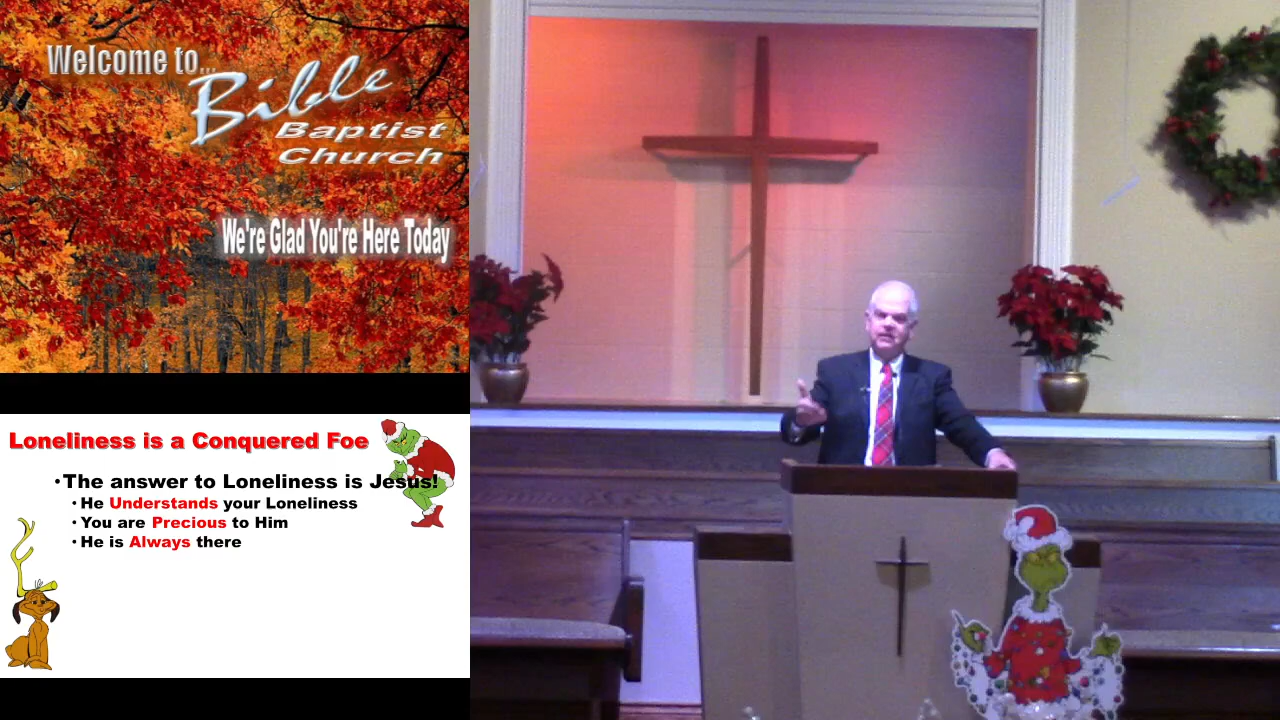 Welcome to...
Bible
Baptist
Church
We're Glad You're Here Today
Loneliness is a Conquered Foe
•The answer to Loneliness is Jesus!
•He Understands your Loneliness
•You are Precious to Him
•He is Always there